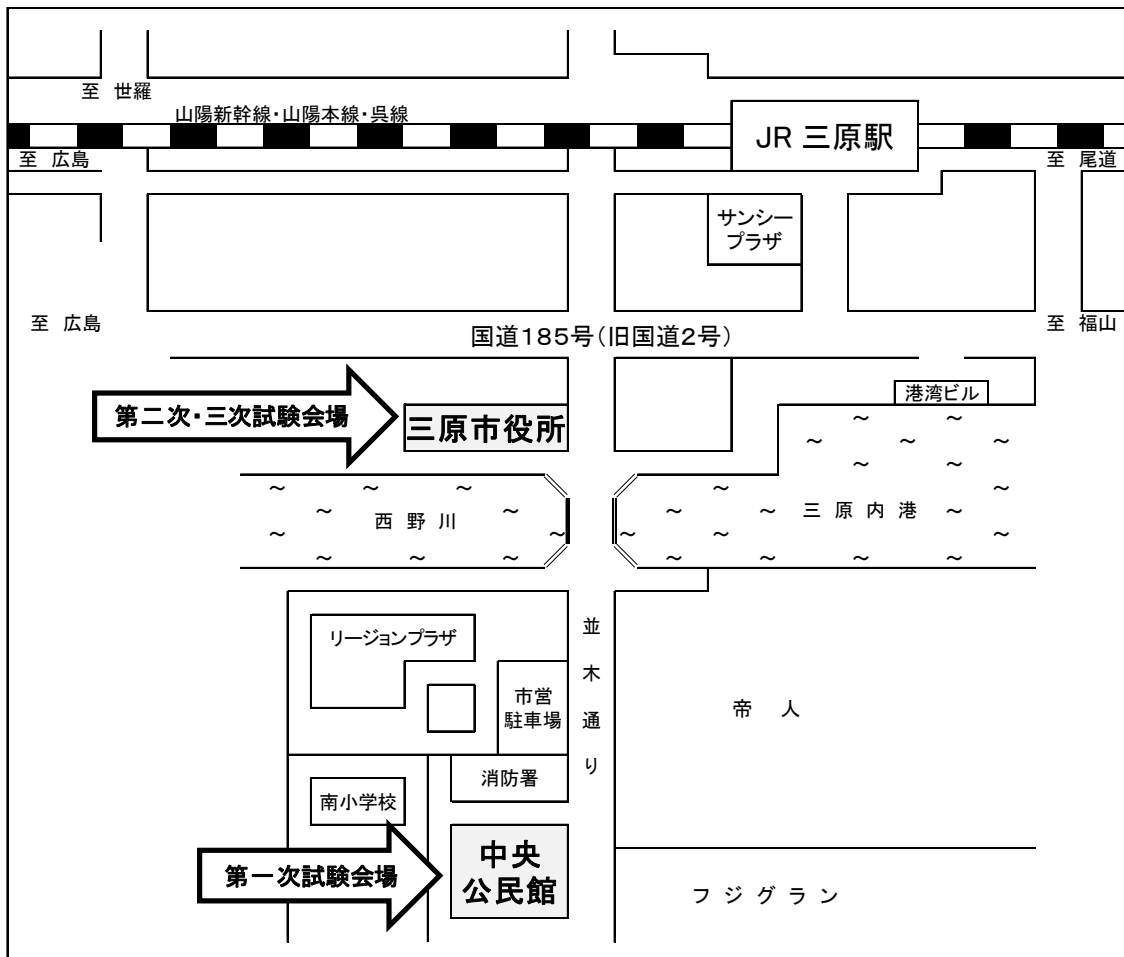 至 世羅
山陽新幹線・山陽本線・呉線
JR 三原駅
至 広島
至 尾道
サンシー
プラザ
至 広島
至 福山
国道185号(旧国道2号)
港湾ビル
第二次・三次試験会場
三原市役所
西野川
三原内港
並木通り
リージョンプラザ
市営
駐車場
帝人
消防署
南小学校
中央
公民館
第一次試験会場
フジグラン